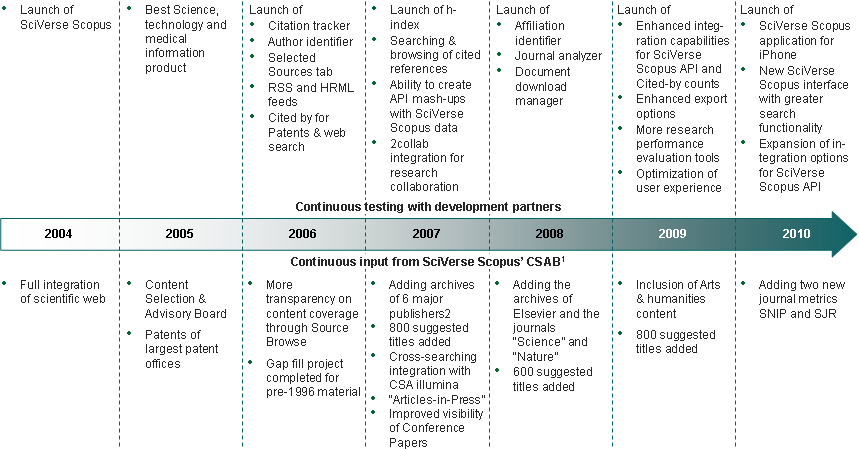 • Launch of
SciVerse Scopus
• Best Science,
technology and
medical
information
product
Launch of
• Citation tracker
• Author identifier
• Selected
Sources tab
• RSS and HRML
feeds
• Cited by for
Patents & web
search
• Launch of h-
index
• Searching &
browsing of cited
references
• Ability to create
API mash-ups
with SciVerse
Scopus data
• 2collab
integration for
research
collaboration
Launch of
• Affiliation
identifier
• Journal analyzer
• Document
download
manager
Launch of
• Enhanced integ-
ration capabilities
for SciVerse
Scopus API and
Cited-by counts
• Enhanced export
options
• More research
performance
evaluation tools
• Optimization of
user experience
Launch of
• SciVerse Scopus
application for
iPhone
• New SciVerse
Scopus interface
with greater
search
functionality
• Expansion of in-
tegration options
for SciVerse
Scopus API
Continuous testing with development partners
2004 2005 2006 2007 2008 2009 2010
Continuous input from SciVerse Scopus’ CSAB¹
• Full integration
of scientific web
• Content
Selection &
Advisory Board
• Patents of
largest patent
offices
• More
transparency on
content coverage
through Source
Browse
• Gap fill project
completed for
pre-1996 material
• Adding archives
of 6 major
publishers2
• 800 suggested
titles added
• Cross-searching
integration with
CSA illumina
• "Articles-in-Press"
• Improved visibility
of Conference
Papers
• Adding the
archives of
Elsevier and the
journals
"Science" and
"Nature"
• 600 suggested
titles added
• Inclusion of Arts
& humanities
content
• 800 suggested
titles added
• Adding two new
journal metrics
SNIP and SJR